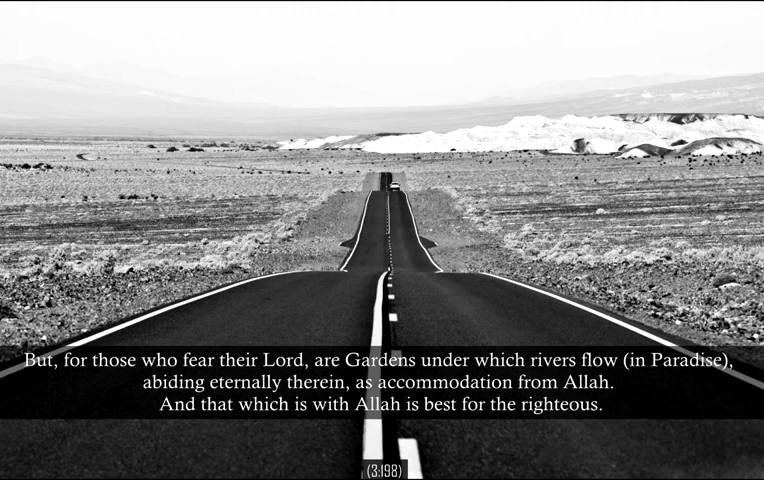 But, for those who fear their Lord, are Gardens under which rivers flow (in Paradise),
abiding eternally therein, as accommodation from Allah.
And that which is with Allah is best for the righteous.
(3:198)